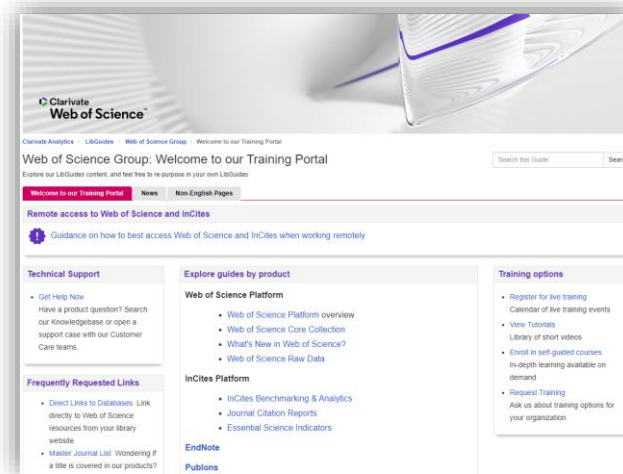 Clarivate
Web of Science™
Clarivate Analytics / LibGuides / Web of Science Group / Welcome to our Training Portal
Web of Science Group: Welcome to our Training Portal
Explore our LibGuides content, and feel free to re-purpose in your own LibGuides
Search this Guide
Welcome to our Training Portal
News
Non-English Pages
Remote access to Web of Science and InCites
Guidance on how to best access Web of Science and InCites when working remotely
Technical Support
• Get Help Now
Have a product question? Search
our Knowledgebase or open a
support case with our Customer
Care teams.
Frequently Requested Links
• Direct Links to Databases Link
directly to Web of Science
resources from your library
website
• Master Journal List Wondering if
a title is covered in our products?
Explore guides by product
Web of Science Platform
• Web of Science Platform overview
• Web of Science Core Collection
• What's New in Web of Science?
• Web of Science Raw Data
InCites Platform
• InCites Benchmarking & Analytics
• Journal Citation Reports
• Essential Science Indicators
EndNote
Publons
Training options
• Register for live training
Calendar of live training events
• View Tutorials
Library of short videos
• Enroll in self-guided courses
In-depth learning available on
demand
• Request Training
Ask us about training options for
your organization.